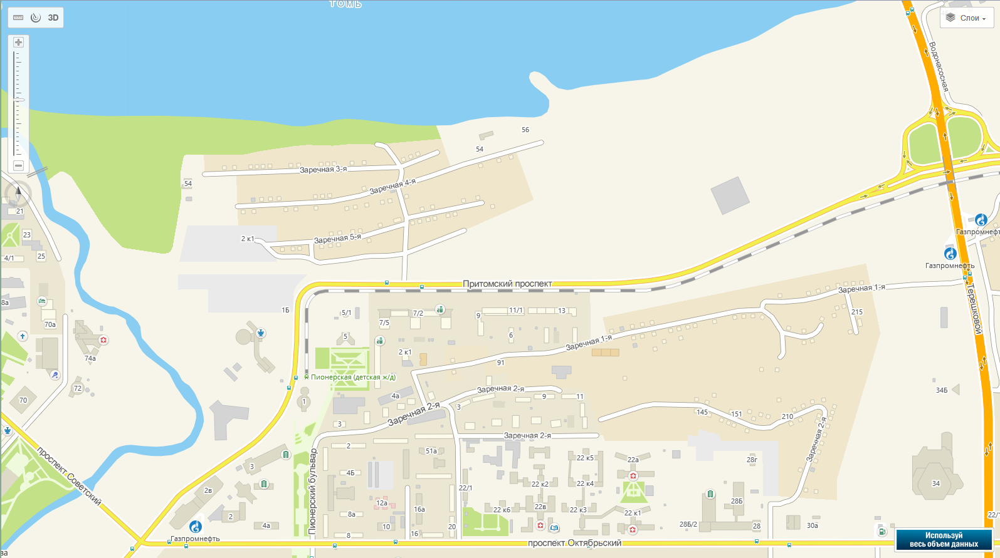 ТОМЬ
3D
Слои
Водонасосная
56
54
Заречная 3-я
54
Заречная 4-я
21
23
2 к1
Заречная 5-я
25
4/1
Газпромнефть
Газпромнефть
Притомский проспект
Заречная 1-я
Терешковой
8а
70а
1Б
5/1
7/2
7/5
9
11/1
13
215
5
6
Заречная 1-я
74а
2 к1
91
72
Пионерская (детская ж/д)
70
1
4а
Заречная 2-я
9
11
34Б
3
Заречная 2-я
145
151
210
3
Заречная 2-я
Заречная 2-я
проспект Советский
2
51а
22 к5
22а
28г
3
Пионерский бульвар
4Б
22/1
22 к2
22 к4
34
2в
12а
16а
22 к6
22в
22 к3
22 к1
28Б
2
8а
22/1
4а
10
20
28Б/2
28
30а
Газпромнефть
8
16
проспект Октябрьский
Используй
весь объем данных
ва